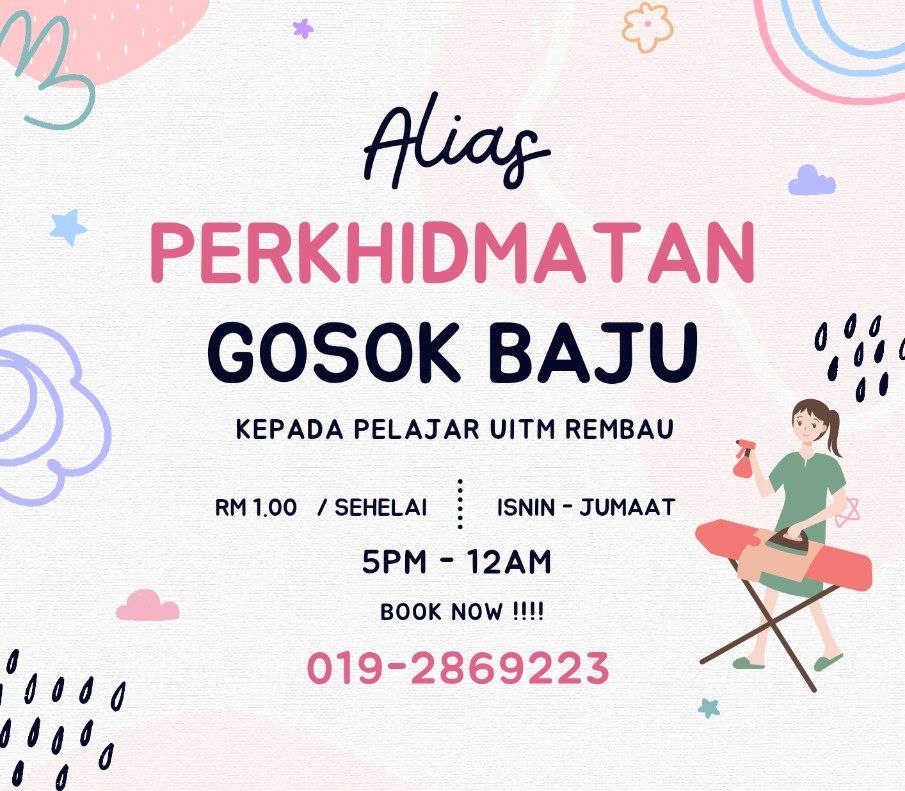 Alias
PERKHIDMATAN
GOSOK BAJU
KEPADA PELAJAR UITM REMBAU
RM 1.00 / SEHELAI
ISNIN - JUMAAT
5PM - 12AM
BOOK NOW !!!!
019-2869223